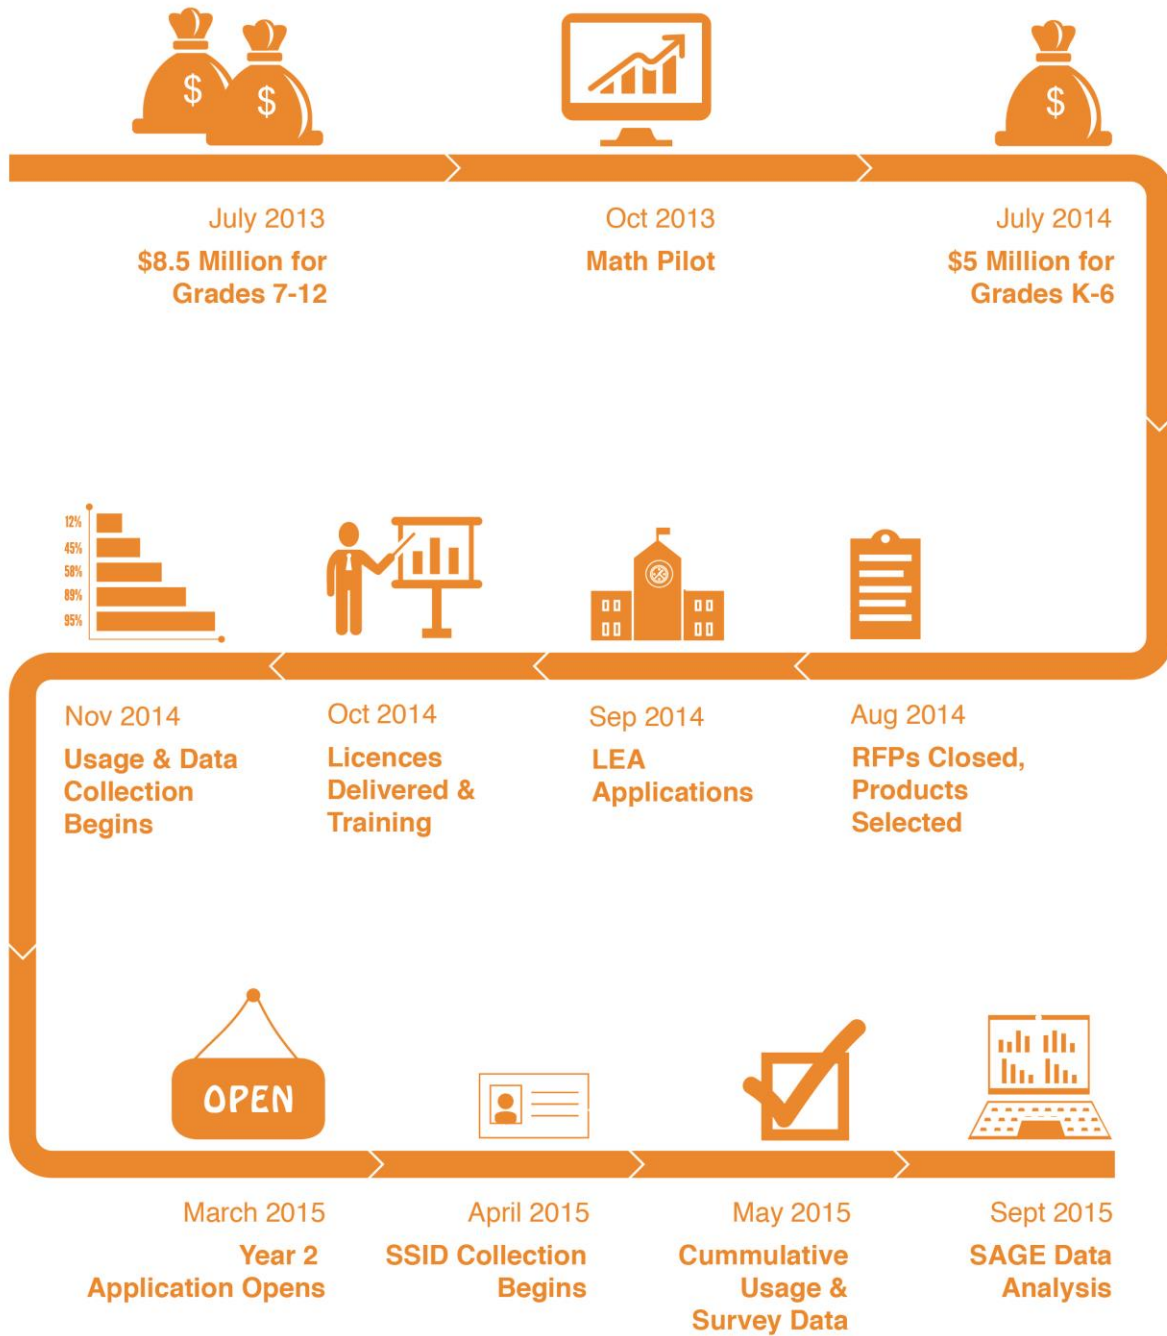 $
$
$
July 2013
$8.5 Million for
Grades 7-12
Oct 2013
Math Pilot
July 2014
$5 Million for
Grades K-6
12%
45%
58%
89%
95%
Aug 2014
RFPs Closed,
Products
Selected
Sep 2014
LEA
Applications
Oct 2014
Licences
Delivered &
Training
Nov 2014
Usage & Data
Collection
Begins
OPEN
March 2015
Year 2
Application Opens
April 2015
SSID Collection
Begins
May 2015
Cummulative
Usage &
Survey Data
Sept 2015
SAGE Data
Analysis